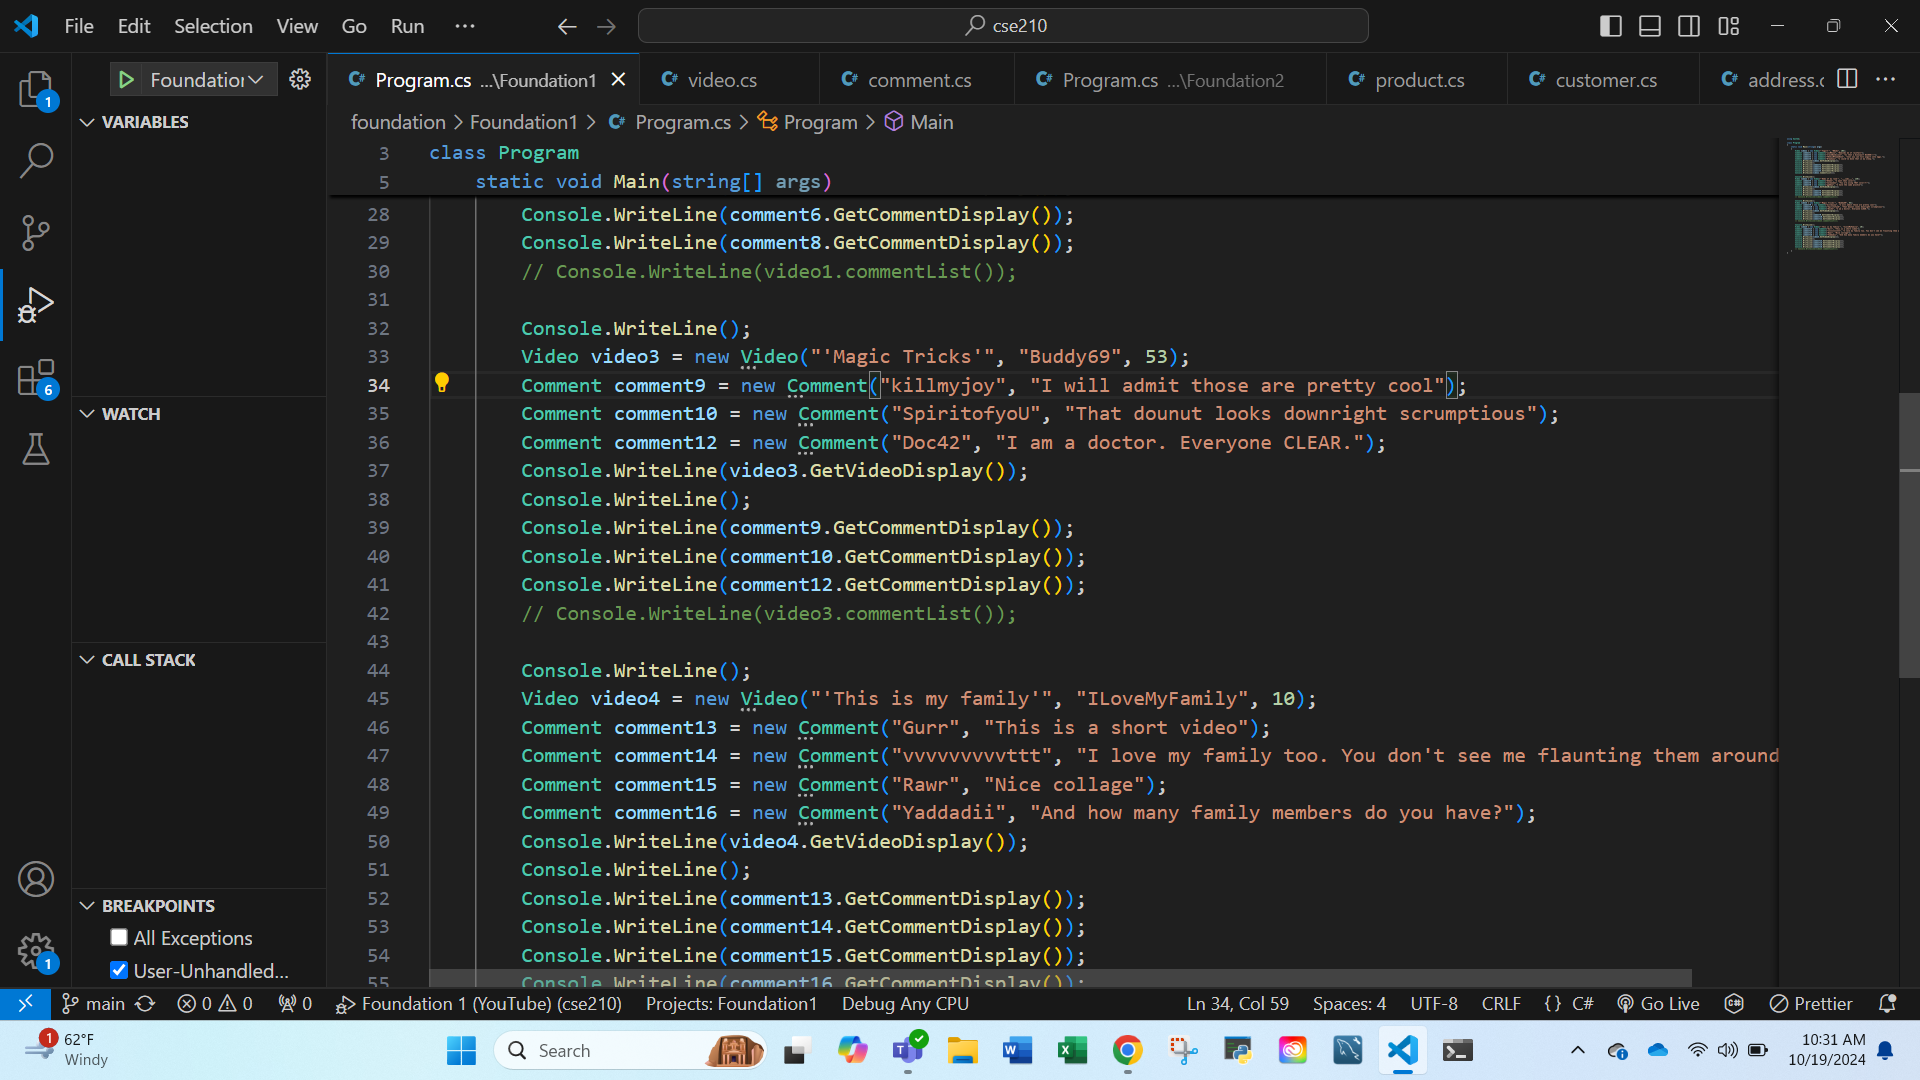 File Edit Selection View Go Run ··· cse210
Foundation
Program.cs ...\Foundation1 video.cs comment.cs Program.cs ...\Foundation2 product.cs customer.cs address.c
foundation > Foundation1 > Program.cs > Program > Main
VARIABLES
WATCH
CALL STACK
BREAKPOINTS
All Exceptions
User-Unhandled...
1
6
1
3 class Program
5 static void Main(string[] args)
28 Console.WriteLine(comment6.GetCommentDisplay());
29 Console.WriteLine(comment8.GetCommentDisplay());
30 // Console.WriteLine(video1.commentList());
31
32 Console.WriteLine();
33 Video video3 = new Video("'Magic Tricks'", "Buddy69", 53);
34 Comment comment9 = new Comment("killmyjoy", "I will admit those are pretty cool");
35 Comment comment10 = new Comment("SpiritofyoU", "That dounut looks downright scrumptious");
36 Comment comment12 = new Comment("Doc42", "I am a doctor. Everyone CLEAR.");
37 Console.WriteLine(video3.GetVideoDisplay());
38 Console.WriteLine();
39 Console.WriteLine(comment9.GetCommentDisplay());
40 Console.WriteLine(comment10.GetCommentDisplay());
41 Console.WriteLine(comment12.GetCommentDisplay());
42 // Console.WriteLine(video3.commentList());
43
44 Console.WriteLine();
45 Video video4 = new Video("'This is my family'", "ILoveMyFamily", 10);
46 Comment comment13 = new Comment("Gurr", "This is a short video");
47 Comment comment14 = new Comment("vvvvvvvvvttt", "I love my family too. You don't see me flaunting them around
48 Comment comment15 = new Comment("Rawr", "Nice collage");
49 Comment comment16 = new Comment("Yaddadii", "And how many family members do you have?");
50 Console.WriteLine(video4.GetVideoDisplay());
51 Console.WriteLine();
52 Console.WriteLine(comment13.GetCommentDisplay());
53 Console.WriteLine(comment14.GetCommentDisplay());
54 Console.WriteLine(comment15.GetCommentDisplay());
55 Console.WriteLine(comment16.GetCommentDisplay());
main 0 0 0 Foundation 1 (YouTube) (cse210) Projects: Foundation1 Debug Any CPU Ln 34, Col 59 Spaces: 4 UTF-8 CRLF {} C# Go Live Prettier
1 62°F
Windy
Search
10:31 AM
10/19/2024